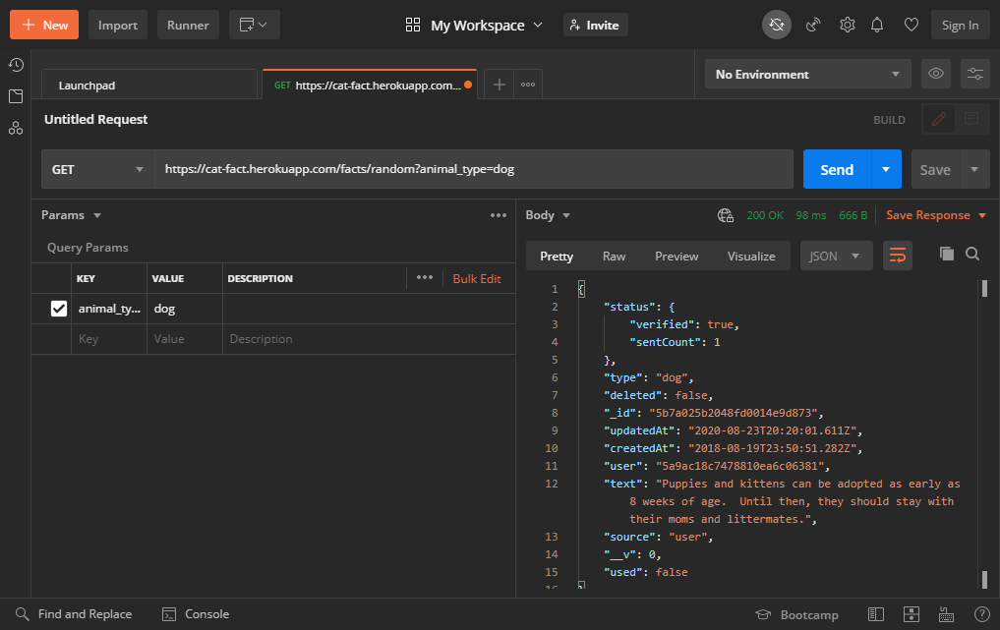 New Import Runner My Workspace Invite Sign In
Launchpad GET https://cat-fact.herokuapp.com... No Environment
Untitled Request BUILD
GET https://cat-fact.herokuapp.com/facts/random?animal_type=dog Send Save
Params Body 200 OK 98 ms 666 B Save Response
Query Params
Pretty Raw Preview Visualize JSON
KEY VALUE DESCRIPTION Bulk Edit
animal_ty... dog
Key Value Description
1 {
2 "status": {
3 "verified": true,
4 "sentCount": 1
5 },
6 "type": "dog",
7 "deleted": false,
8 "_id": "5b7a025b2048fd0014e9d873",
9 "updatedAt": "2020-08-23T20:20:01.611Z",
10 "createdAt": "2018-08-19T23:50:51.282Z",
11 "user": "5a9ac18c7478810ea6c06381",
12 "text": "Puppies and kittens can be adopted as early as
8 weeks of age.  Until then, they should stay with
their moms and littermates.",
13 "source": "user",
14 "__v": 0,
15 "used": false
16 }
Find and Replace Console Bootcamp